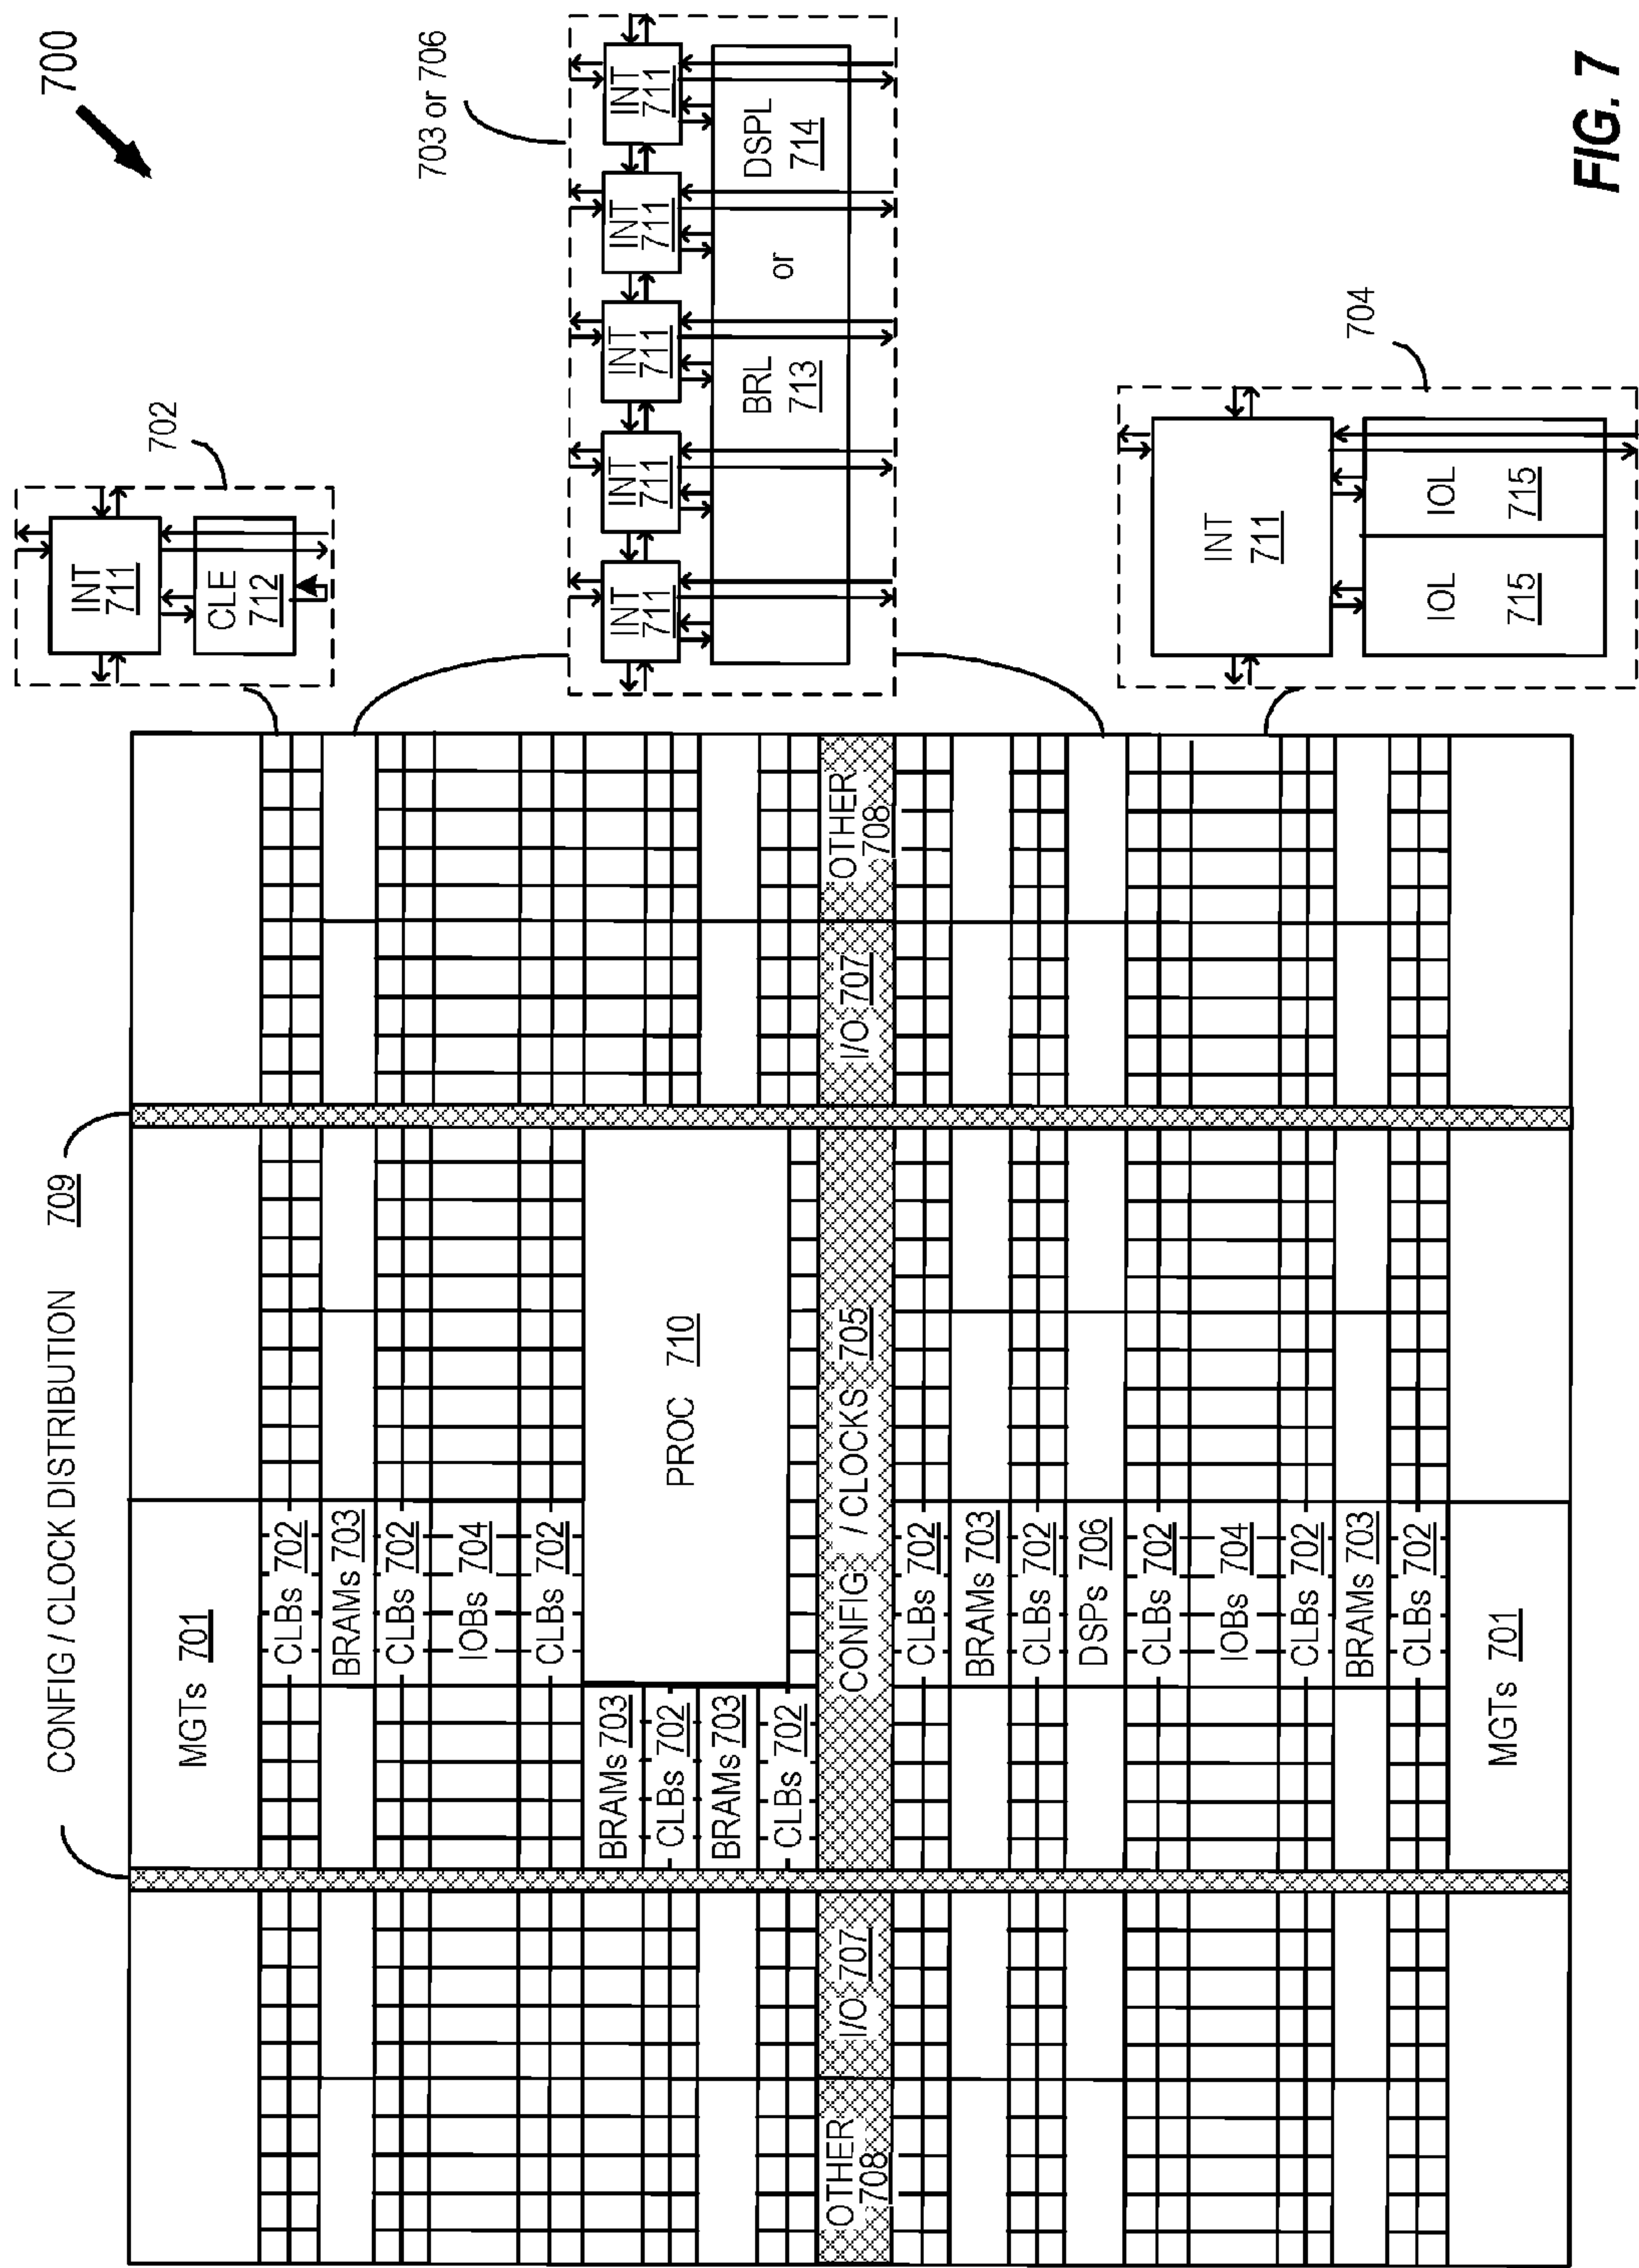 700
CONFIG / CLOCK DISTRIBUTION 709
MGTs 701
CLBs 702
BRAMs 703
CLBs 702
IOBs 704
CLBs 702
BRAMs 703
CLBs 702
BRAMs 703
CLBs 702
PROC 710
OTHER
708
I/O 707
CONFIG / CLOCKS 705
I/O 707
OTHER
708
CLBs 702
BRAMs 703
CLBs 702
DSPs 706
CLBs 702
IOBs 704
CLBs 702
BRAMs 703
CLBs 702
MGTs 701
702
INT
711
CLE
712
703 or 706
INT
711
INT
711
INT
711
INT
711
INT
711
BRL
713
or
DSPL
714
704
INT
711
IOL
715
IOL
715
FIG. 7